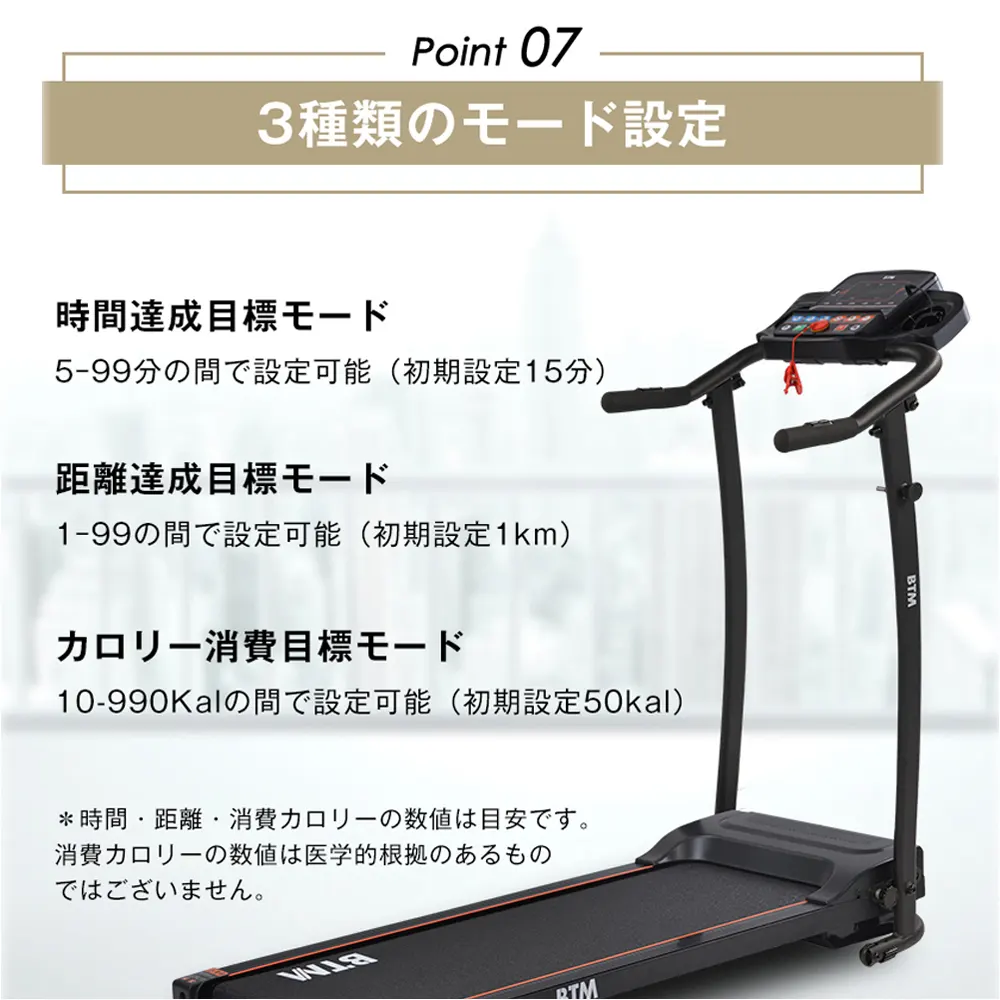 Point 07
3種類のモード設定
時間達成目標モード
5-99分の間で設定可能（初期設定15分）
距離達成目標モード
1-99の間で設定可能（初期設定1km）
カロリー消費目標モード
10-990Kalの間で設定可能（初期設定50kal）
＊時間・距離・消費カロリーの数値は目安です。
消費カロリーの数値は医学的根拠のあるもの
ではございません。
BTM
BTM
BTM
BTM